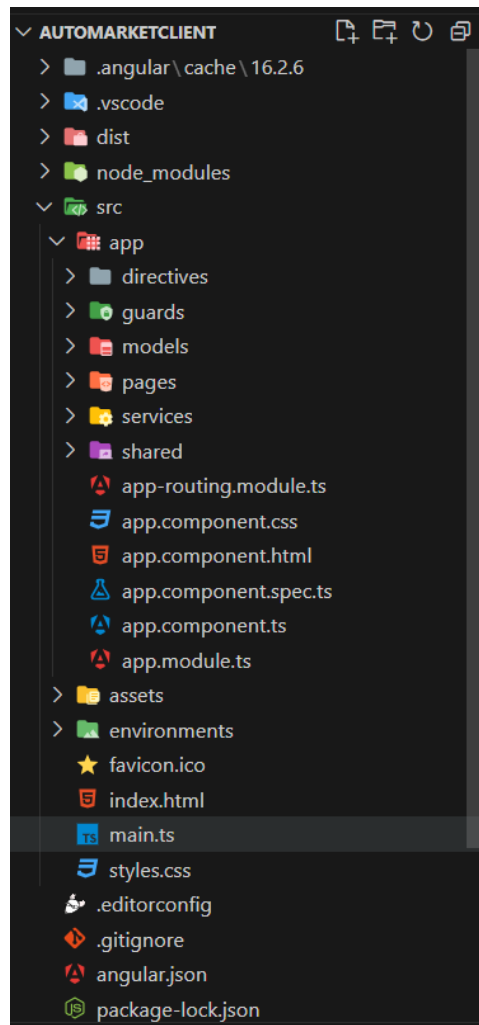 AUTOMARKETCLIENT
.angular\cache\16.2.6
.vscode
dist
node_modules
src
app
directives
guards
models
pages
services
shared
app-routing.module.ts
app.component.css
app.component.html
app.component.spec.ts
app.component.ts
app.module.ts
assets
environments
favicon.ico
index.html
TS main.ts
styles.css
.editorconfig
.gitignore
angular.json
package-lock.json